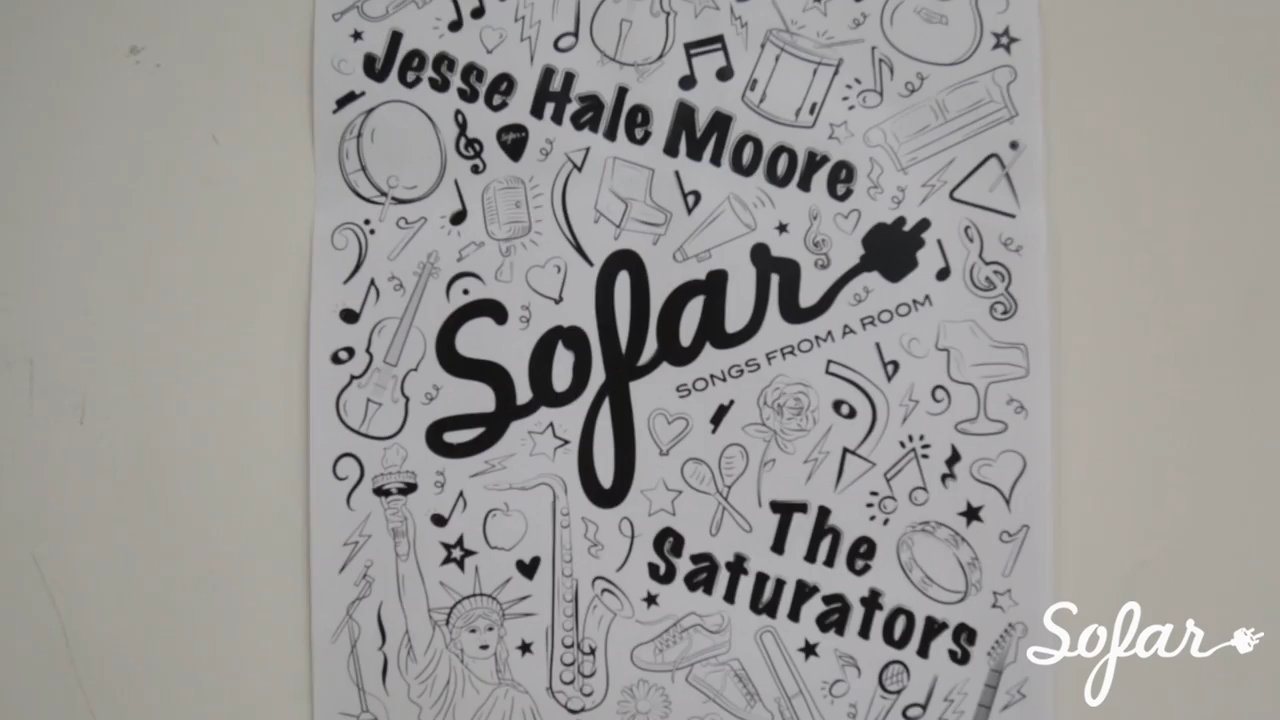 Jesse Hale Moore
Sofar
SONGS FROM A ROOM
The
Saturators
Sofar